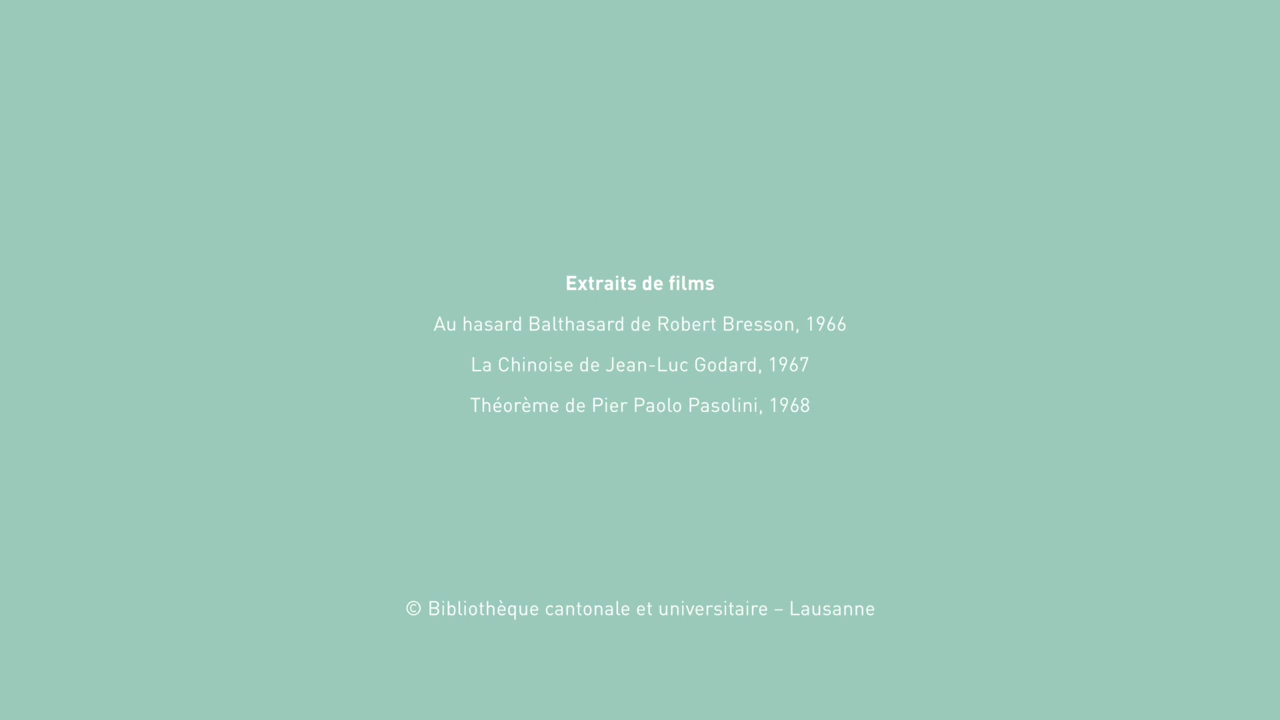 Extraits de films
Au hasard Balthasard de Robert Bresson, 1966
La Chinoise de Jean-Luc Godard, 1967
Théorème de Pier Paolo Pasolini, 1968
© Bibliothèque cantonale et universitaire – Lausanne